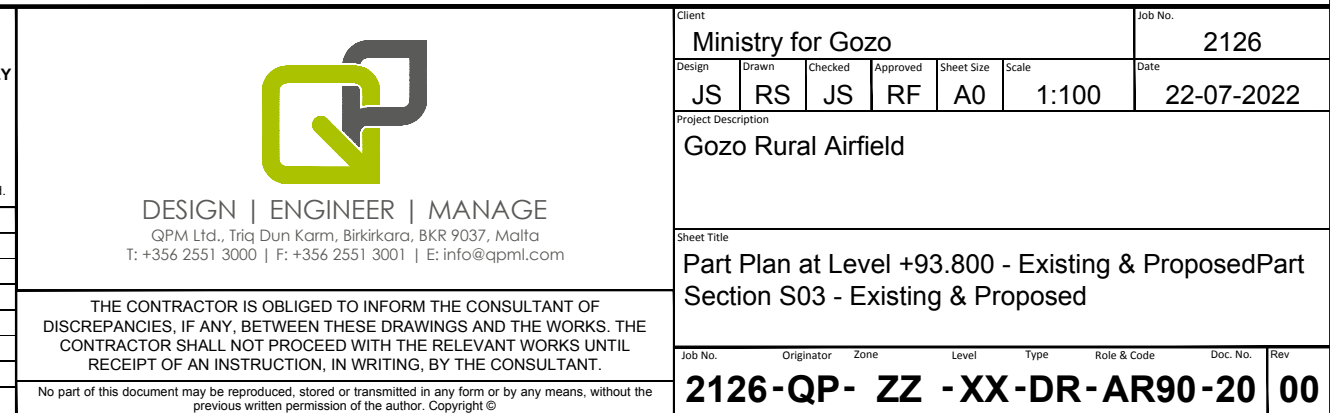 Y
DESIGN | ENGINEER | MANAGE
QPM Ltd., Triq Dun Karm, Birkirkara, BKR 9037, Malta
T: +356 2551 3000 | F: +356 2551 3001 | E: info@qpml.com
THE CONTRACTOR IS OBLIGED TO INFORM THE CONSULTANT OF
DISCREPANCIES, IF ANY, BETWEEN THESE DRAWINGS AND THE WORKS. THE
CONTRACTOR SHALL NOT PROCEED WITH THE RELEVANT WORKS UNTIL
RECEIPT OF AN INSTRUCTION, IN WRITING, BY THE CONSULTANT.
No part of this document may be reproduced, stored or transmitted in any form or by any means, without the
previous written permission of the author. Copyright ©
Client Job No.
Ministry for Gozo 2126
Design Drawn Checked Approved Sheet Size Scale Date
JS RS JS RF A0 1:100 22-07-2022
Project Description
Gozo Rural Airfield
Sheet Title
Part Plan at Level +93.800 - Existing & ProposedPart
Section S03 - Existing & Proposed
Job No. Originator Zone Level Type Role & Code Doc. No. Rev
2126-QP- ZZ -XX-DR-AR90-20 00